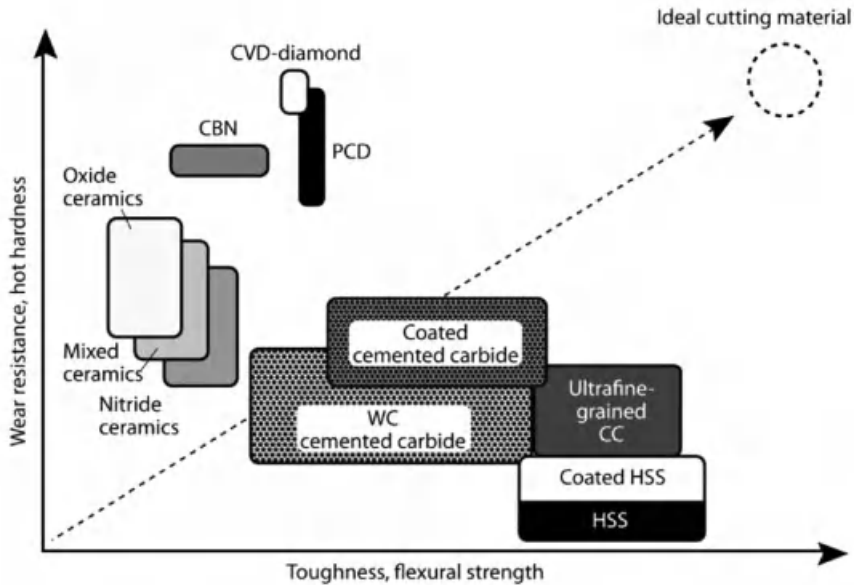 Ideal cutting material
CVD-diamond
CBN
PCD
Oxide
ceramics
Mixed
ceramics
Nitride
ceramics
Coated
cemented carbide
WC
cemented carbide
Ultrafine-
grained
CC
Coated HSS
HSS
Wear resistance, hot hardness
Toughness, flexural strength